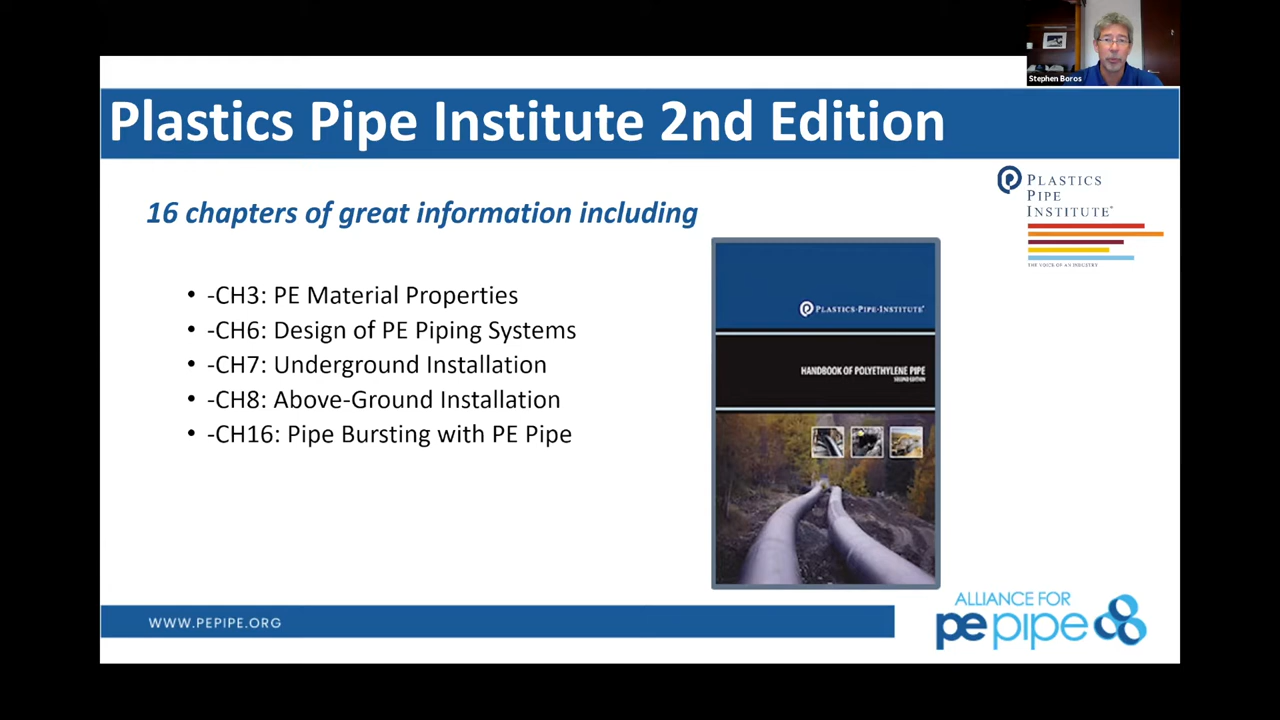 Stephen Boros
Plastics Pipe Institute 2nd Edition
PLASTICS
PIPE
INSTITUTE
THE VOICE OF AN INDUSTRY
16 chapters of great information including
• -CH3: PE Material Properties
• -CH6: Design of PE Piping Systems
• -CH7: Underground Installation
• -CH8: Above-Ground Installation
• -CH16: Pipe Bursting with PE Pipe
PLASTICS·PIPE·INSTITUTE®
HANDBOOK OF POLYETHYLENE PIPE
SECOND EDITION
WWW.PEPIPE.ORG
ALLIANCE FOR
pepipe